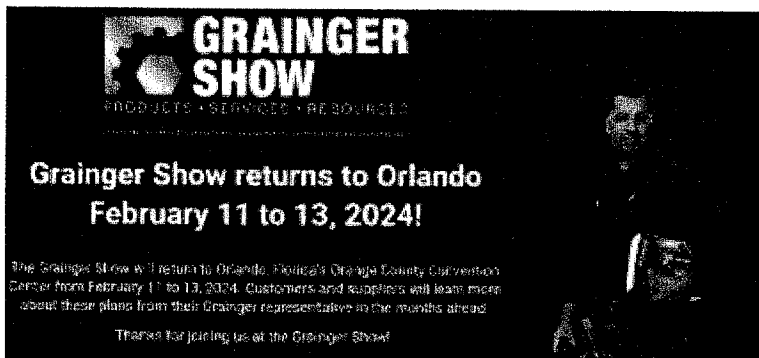 GRAINGER
SHOW
PRODUCTS • SERVICES • RESOURCES
Grainger Show returns to Orlando
February 11 to 13, 2024!
The Grainger Show will return to Orlando, Florida's Orange County Convention
Center from February 11 to 13, 2024. Customers and suppliers will learn more
about these plans from their Grainger representative in the months ahead.
Thanks for joining us at the Grainger Show!